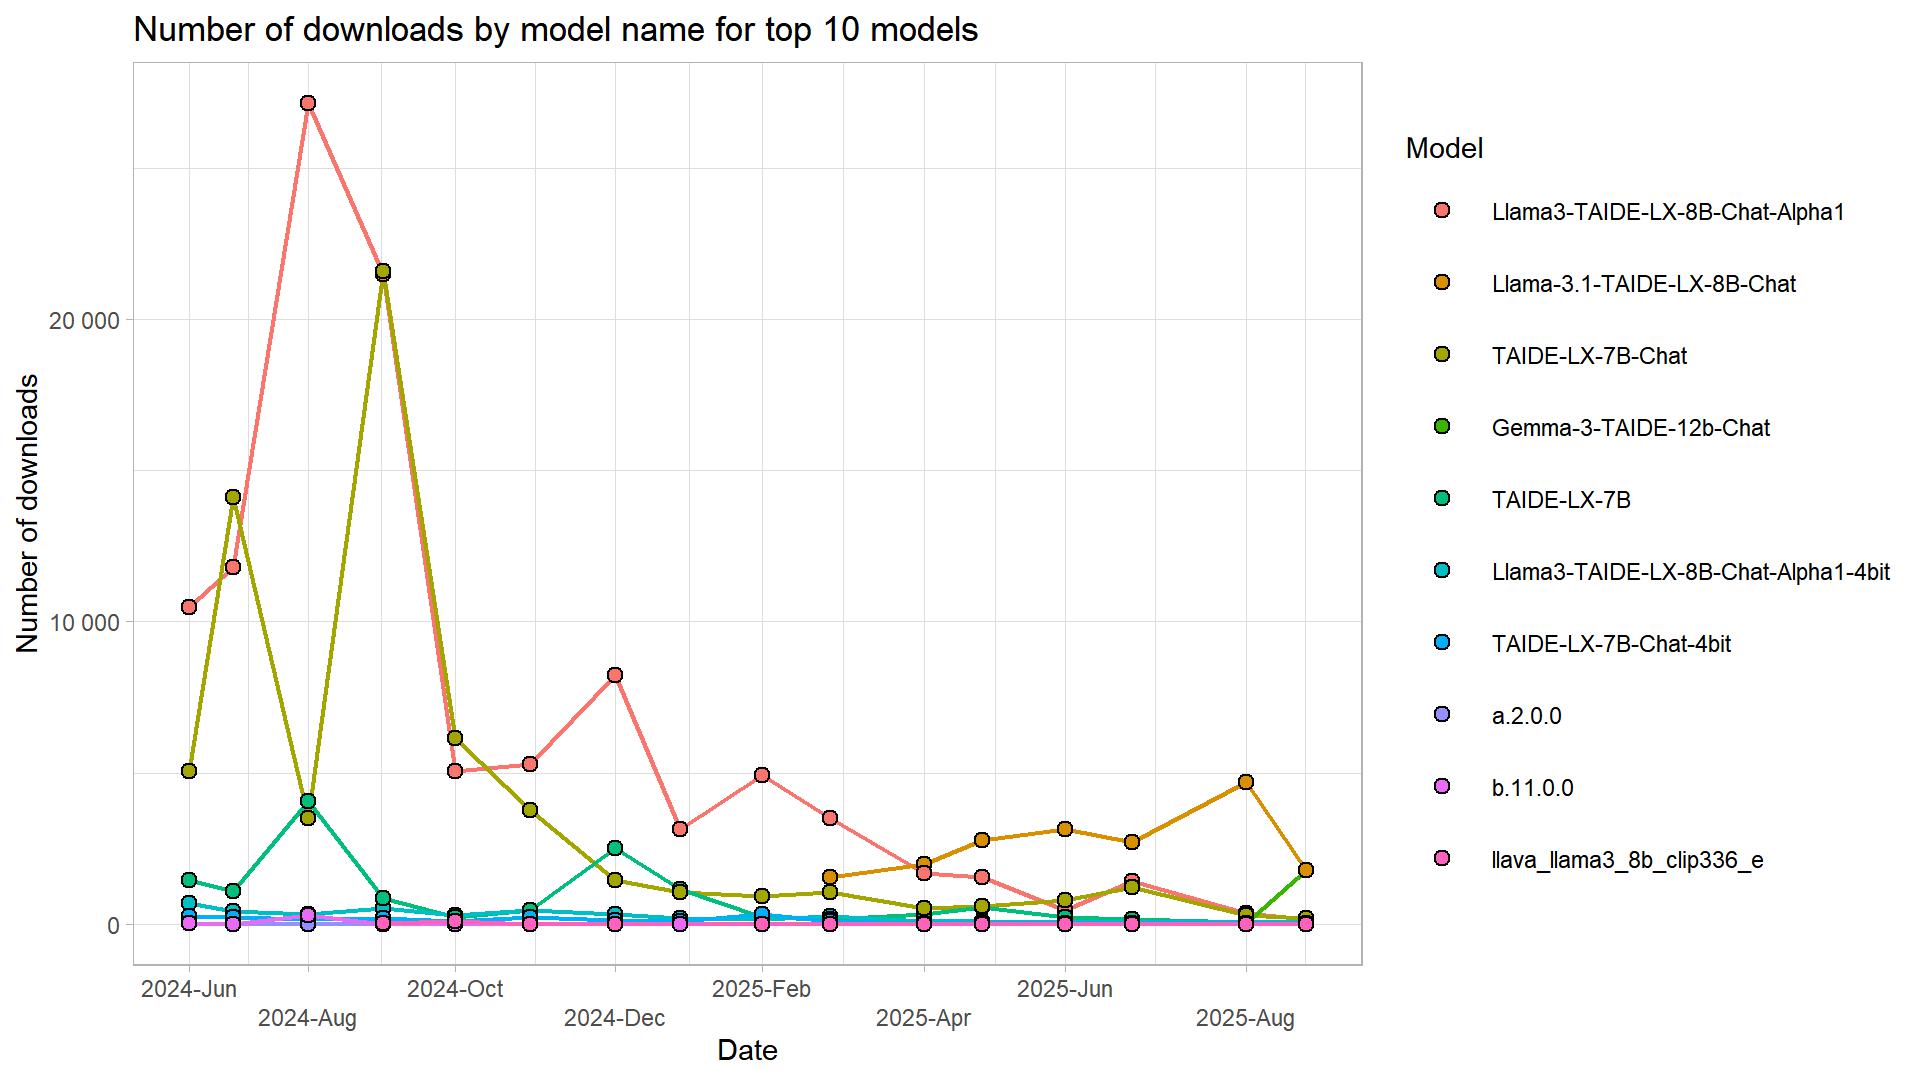 Number of downloads by model name for top 10 models
Number of downloads
20 000
10 000
0
2024-Jun
2024-Aug
2024-Oct
2024-Dec
2025-Feb
2025-Apr
2025-Jun
2025-Aug
Date
Model
Llama3-TAIDE-LX-8B-Chat-Alpha1
Llama-3.1-TAIDE-LX-8B-Chat
TAIDE-LX-7B-Chat
Gemma-3-TAIDE-12b-Chat
TAIDE-LX-7B
Llama3-TAIDE-LX-8B-Chat-Alpha1-4bit
TAIDE-LX-7B-Chat-4bit
a.2.0.0
b.11.0.0
llava_llama3_8b_clip336_e